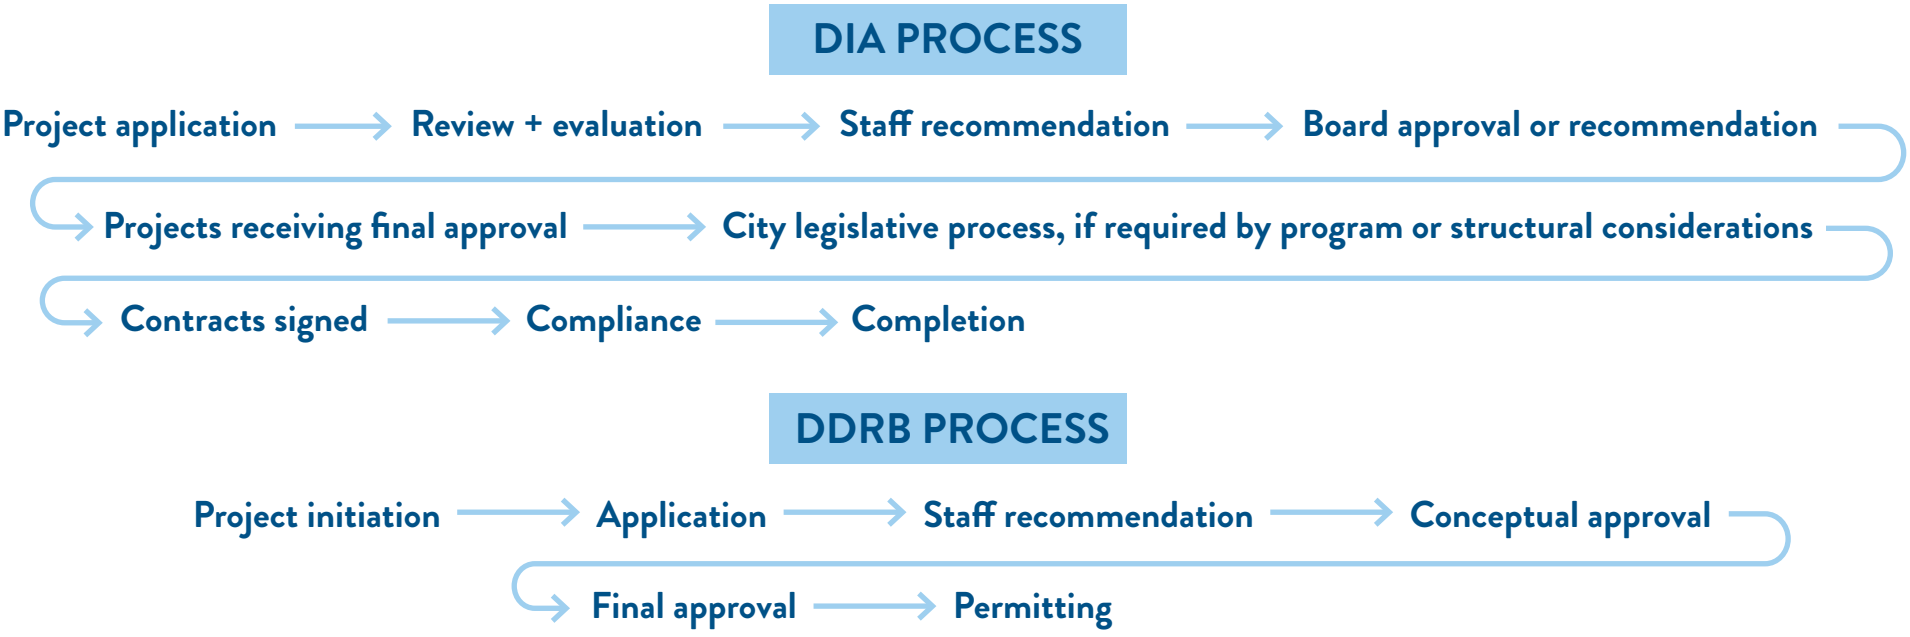 DIA PROCESS
Project application Review + evaluation Staff recommendation Board approval or recommendation
Projects receiving final approval City legislative process, if required by program or structural considerations
Contracts signed Compliance Completion
DDRB PROCESS
Project initiation Application Staff recommendation Conceptual approval
Final approval Permitting